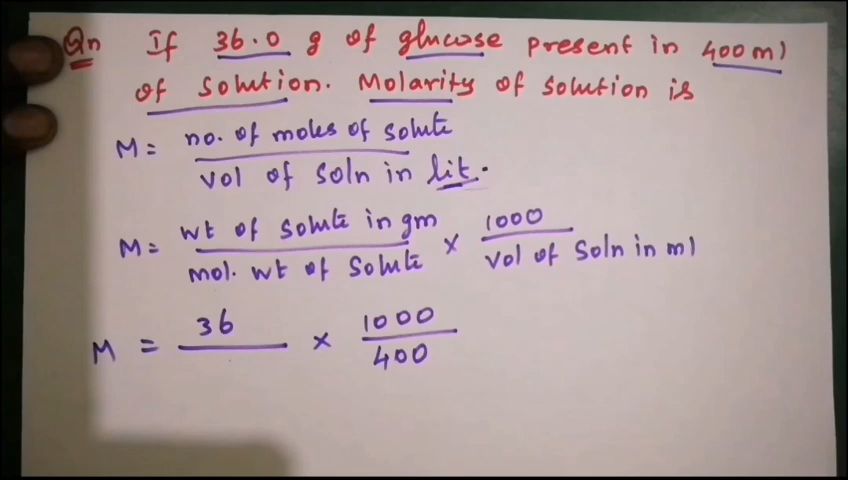 Qn If 36.0 g of glucose present in 400 ml
of solution. Molarity of solution is
M = no. of moles of solute
vol of soln in lit.
M = wt of solute in gm × 1000
mol. wt of solute vol of soln in ml
M = 36 × 1000
400